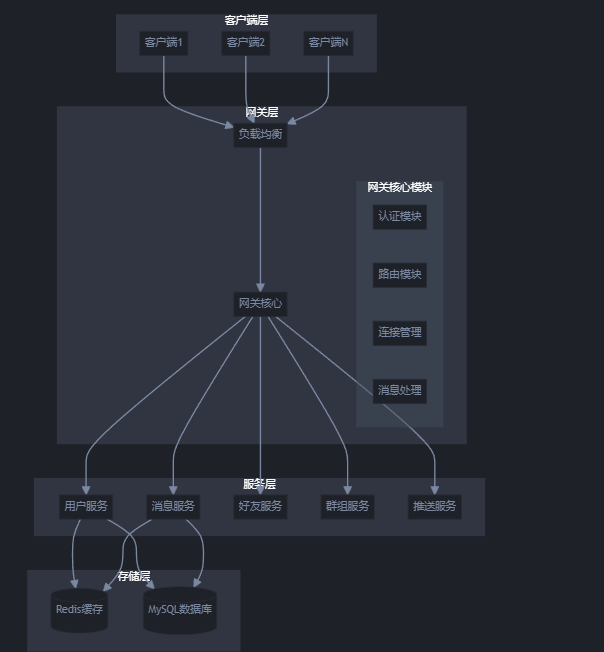 客户端层
客户端1
客户端2
客户端N
网关层
负载均衡
网关核心模块
认证模块
路由模块
网关核心
连接管理
消息处理
服务层
用户服务
消息服务
好友服务
群组服务
推送服务
存储层
Redis缓存
MySQL数据库